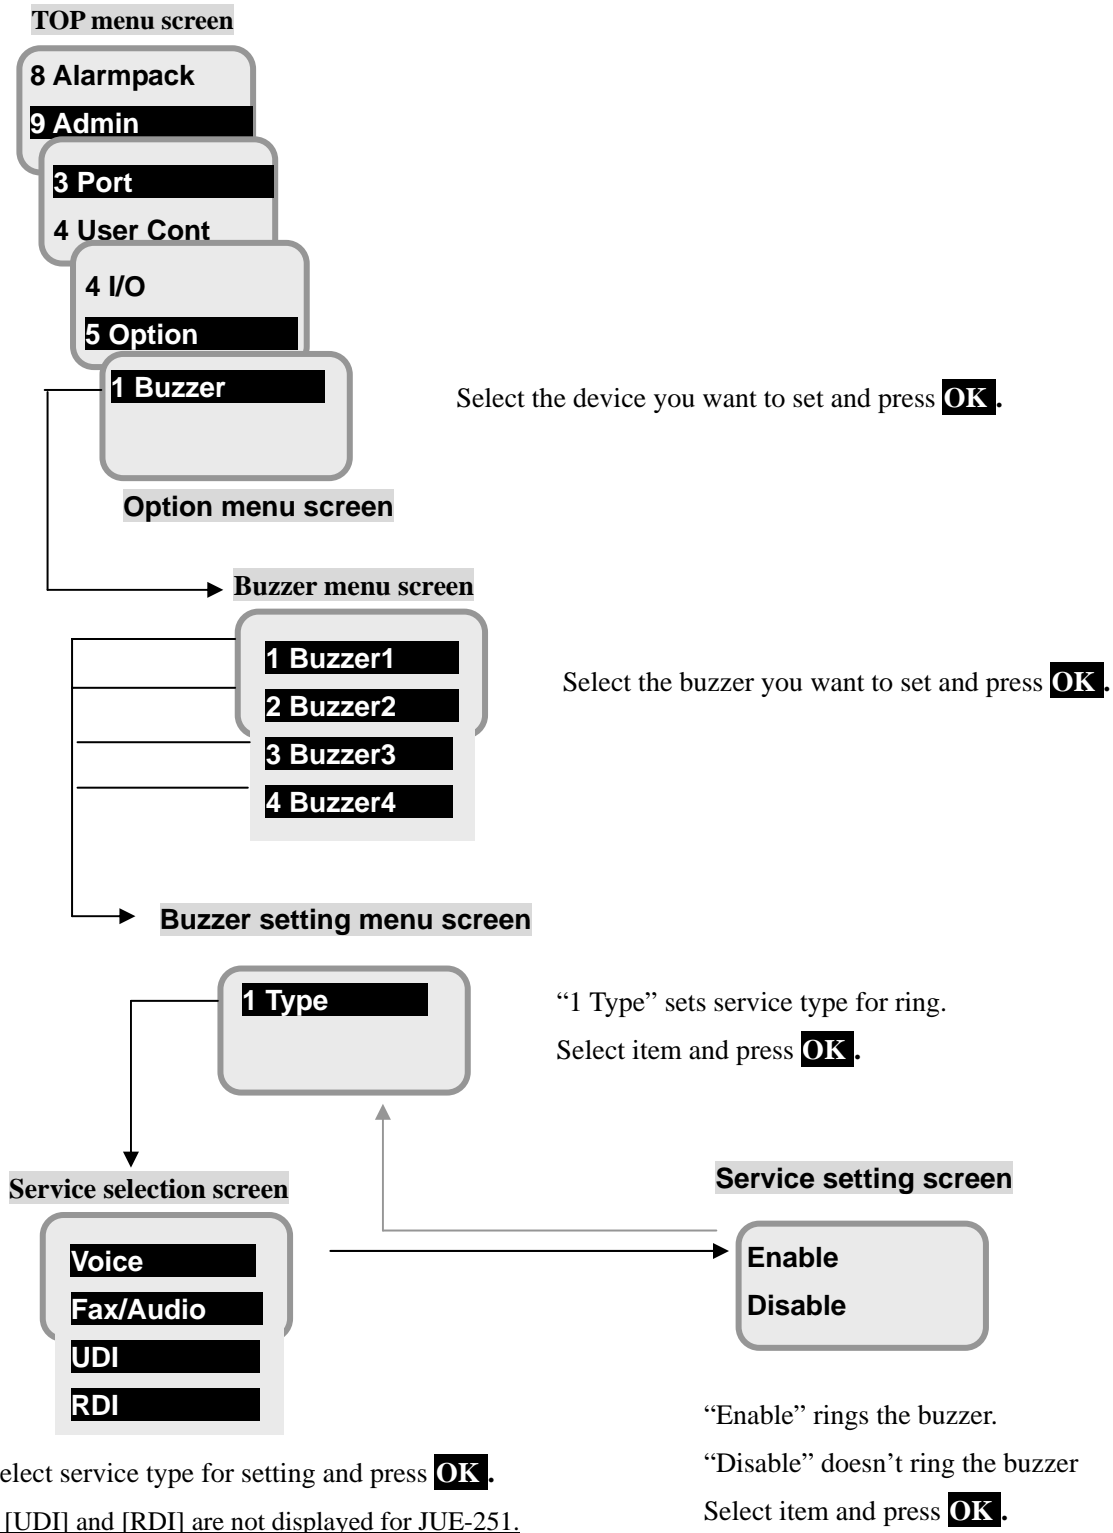 TOP menu screen
8 Alarmpack
9 Admin
3 Port
4 User Cont
4 I/O
5 Option
1 Buzzer
Select the device you want to set and press OK .
Option menu screen
Buzzer menu screen
1 Buzzer1
2 Buzzer2
3 Buzzer3
4 Buzzer4
Select the buzzer you want to set and press OK .
Buzzer setting menu screen
1 Type
“1 Type” sets service type for ring.
Select item and press OK .
Service selection screen
Voice
Fax/Audio
UDI
RDI
elect service type for setting and press OK .
[UDI] and [RDI] are not displayed for JUE-251.
Service setting screen
Enable
Disable
“Enable” rings the buzzer.
“Disable” doesn’t ring the buzzer
Select item and press OK .